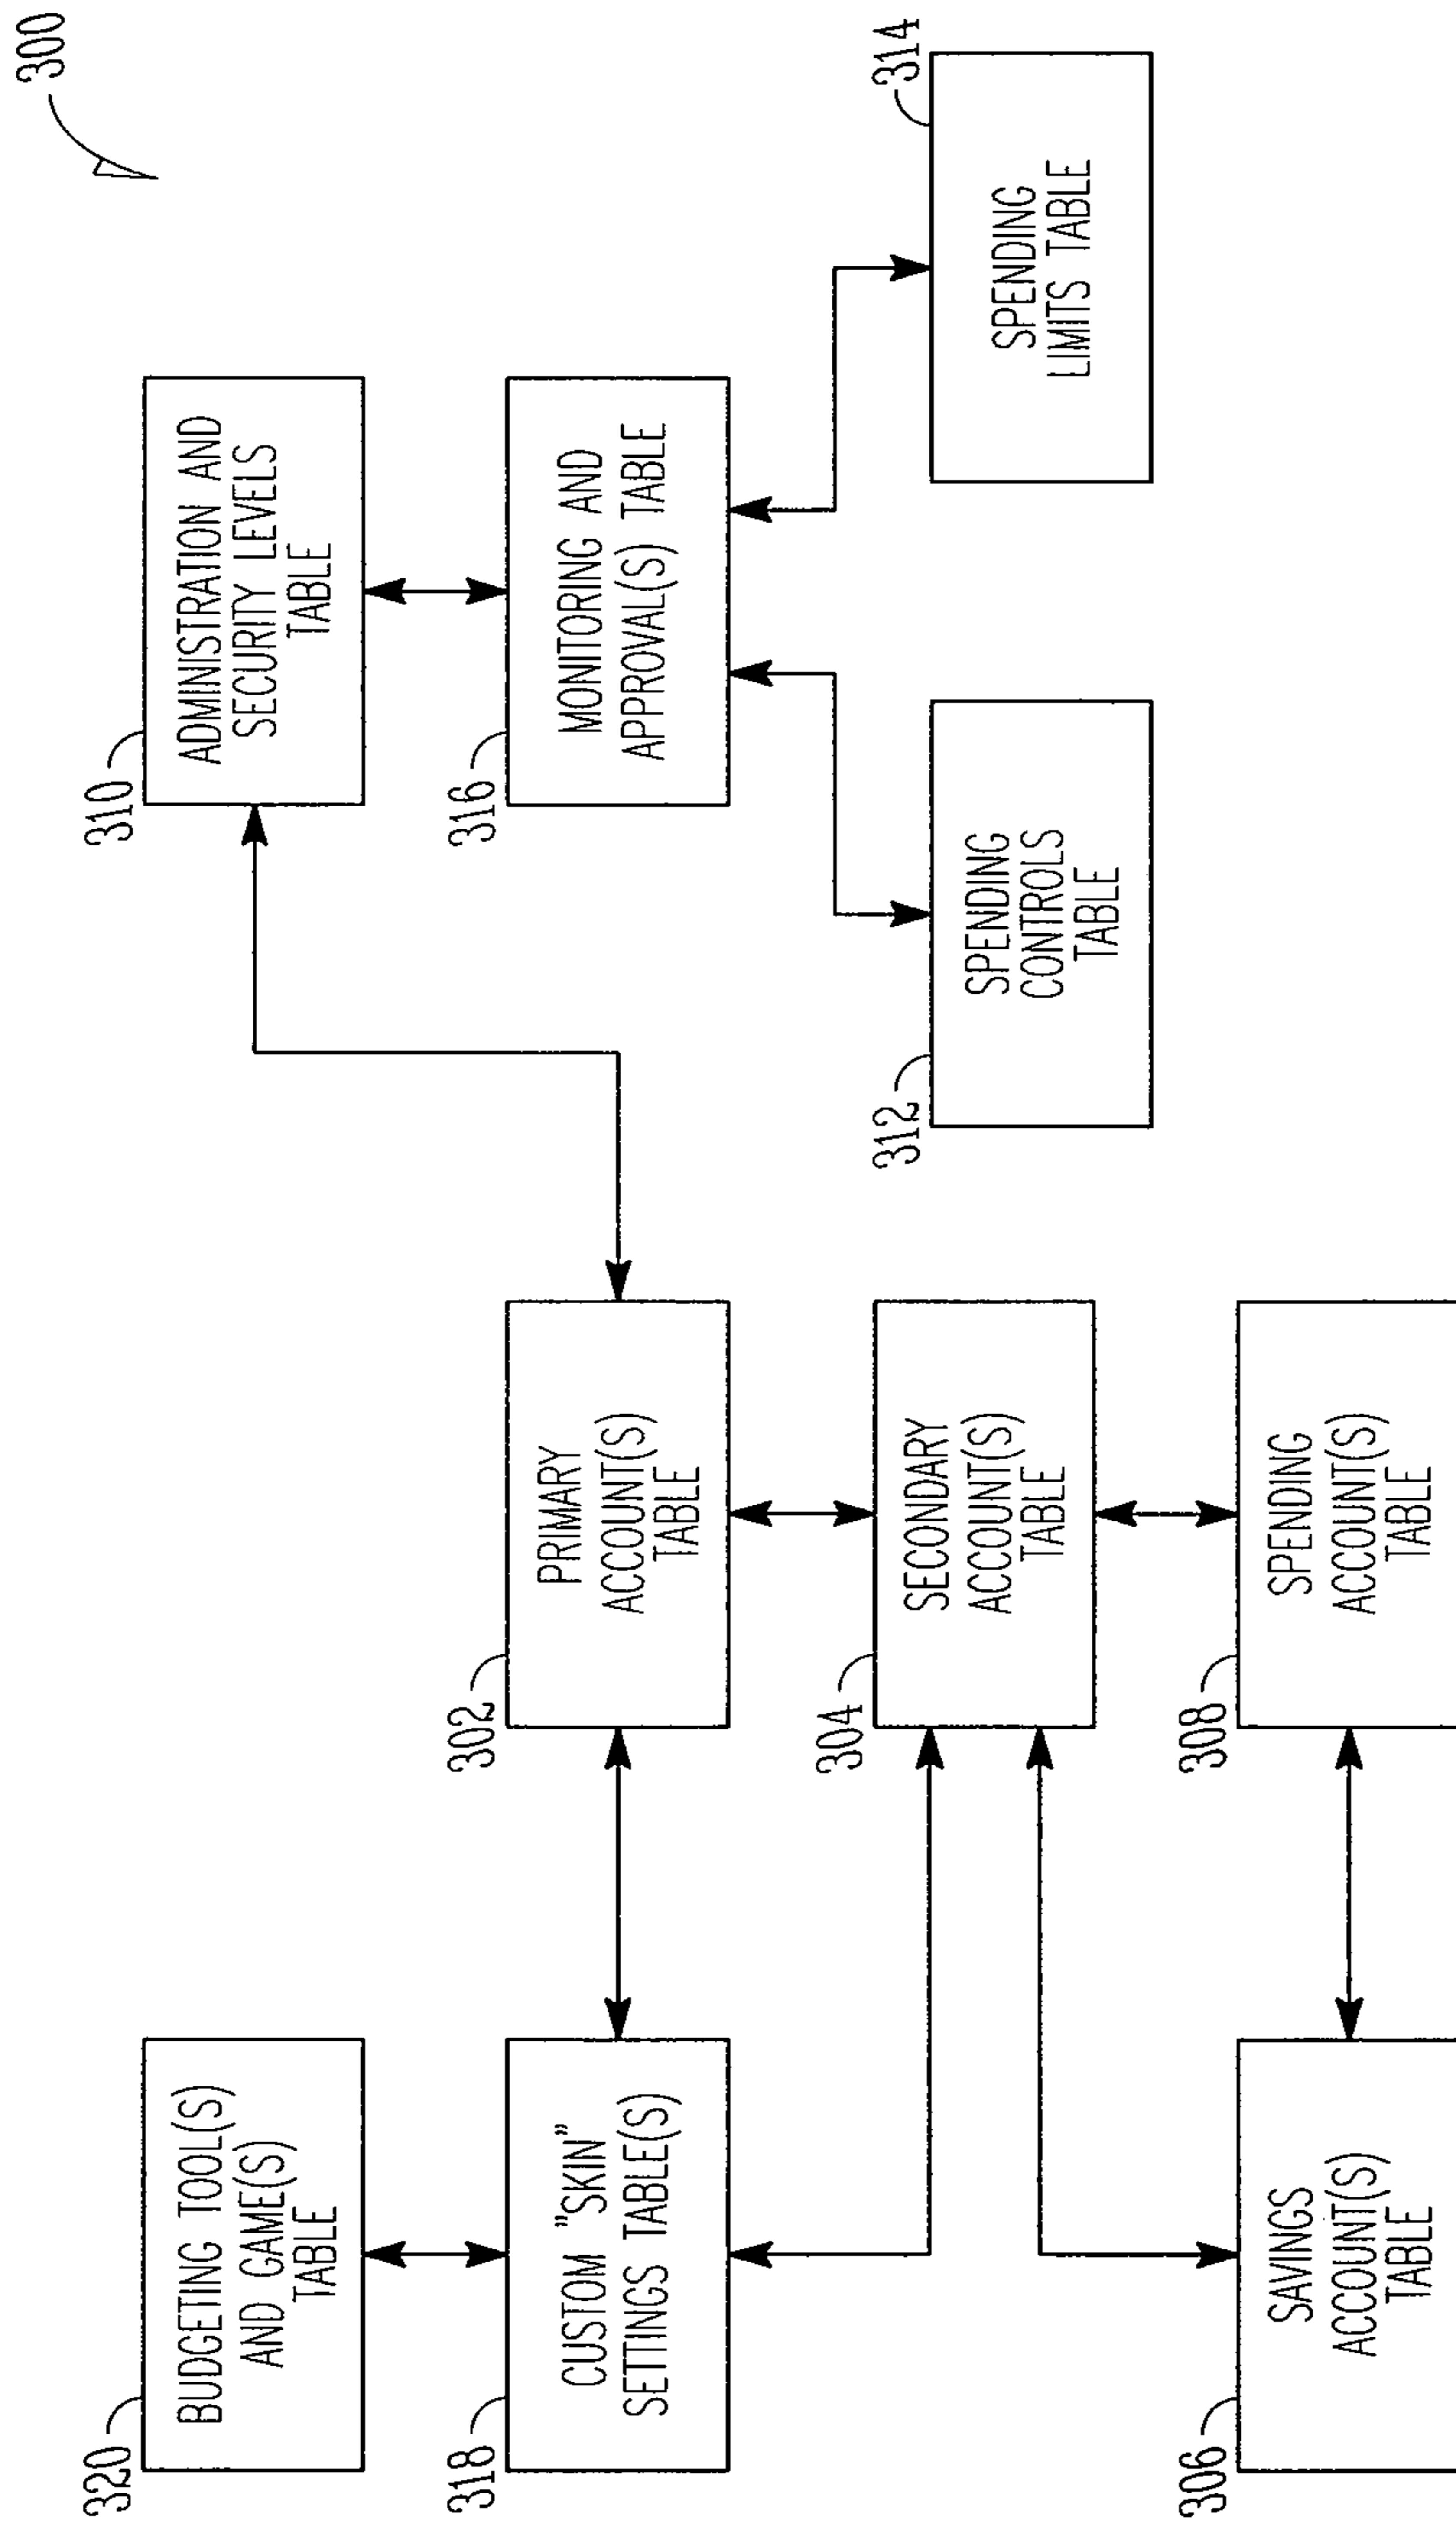 300
320
BUDGETING TOOL(S)
AND GAME(S)
TABLE
310
ADMINISTRATION AND
SECURITY LEVELS
TABLE
318
CUSTOM "SKIN"
SETTINGS TABLE(S)
302
PRIMARY
ACCOUNT(S)
TABLE
316
MONITORING AND
APPROVAL(S) TABLE
304
SECONDARY
ACCOUNT(S)
TABLE
312
SPENDING
CONTROLS
TABLE
314
SPENDING
LIMITS TABLE
306
SAVINGS
ACCOUNT(S)
TABLE
308
SPENDING
ACCOUNT(S)
TABLE